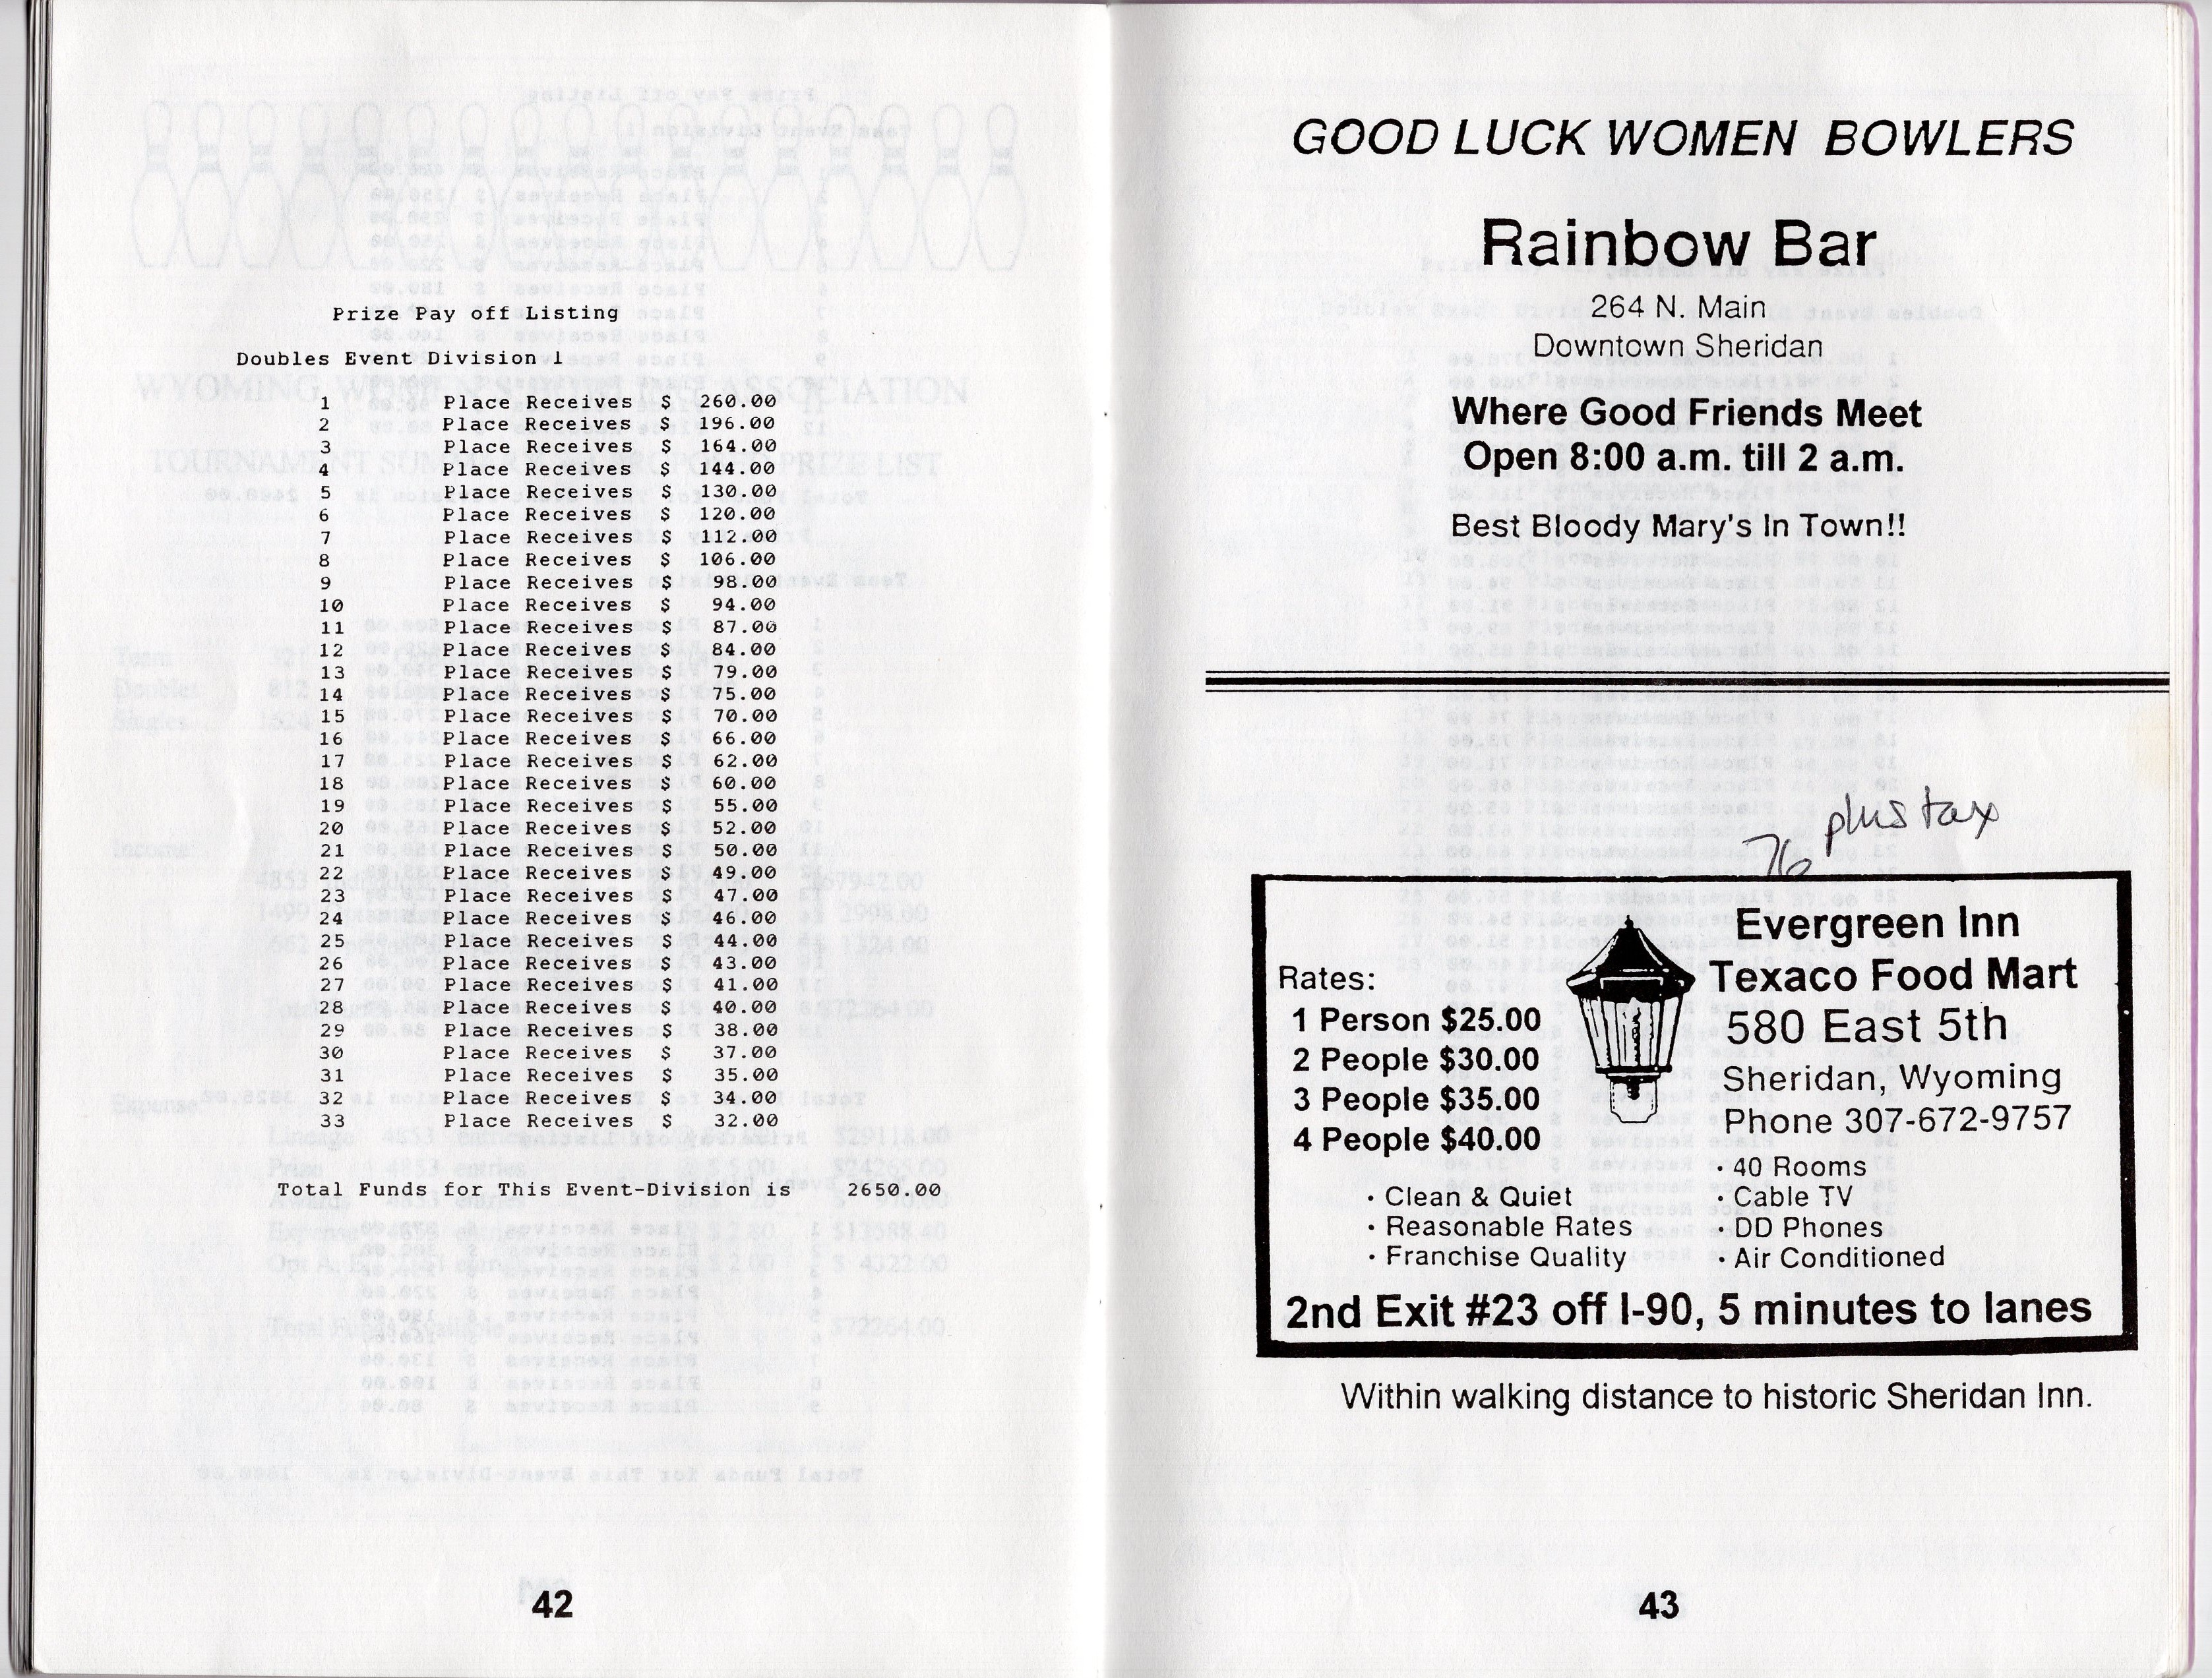 Prize Pay off Listing
Doubles Event Division 1
1 Place Receives $ 260.00
2 Place Receives $ 196.00
3 Place Receives $ 164.00
4 Place Receives $ 144.00
5 Place Receives $ 130.00
6 Place Receives $ 120.00
7 Place Receives $ 112.00
8 Place Receives $ 106.00
9 Place Receives $ 98.00
10 Place Receives $ 94.00
11 Place Receives $ 87.00
12 Place Receives $ 84.00
13 Place Receives $ 79.00
14 Place Receives $ 75.00
15 Place Receives $ 70.00
16 Place Receives $ 66.00
17 Place Receives $ 62.00
18 Place Receives $ 60.00
19 Place Receives $ 55.00
20 Place Receives $ 52.00
21 Place Receives $ 50.00
22 Place Receives $ 49.00
23 Place Receives $ 47.00
24 Place Receives $ 46.00
25 Place Receives $ 44.00
26 Place Receives $ 43.00
27 Place Receives $ 41.00
28 Place Receives $ 40.00
29 Place Receives $ 38.00
30 Place Receives $ 37.00
31 Place Receives $ 35.00
32 Place Receives $ 34.00
33 Place Receives $ 32.00
Total Funds for This Event-Division is 2650.00
42
GOOD LUCK WOMEN BOWLERS
Rainbow Bar
264 N. Main
Downtown Sheridan
Where Good Friends Meet
Open 8:00 a.m. till 2 a.m.
Best Bloody Mary's In Town!!
76 plus tax
Evergreen Inn
Texaco Food Mart
580 East 5th
Sheridan, Wyoming
Phone 307-672-9757
Rates:
1 Person $25.00
2 People $30.00
3 People $35.00
4 People $40.00
· Clean & Quiet
· Reasonable Rates
· Franchise Quality
· 40 Rooms
· Cable TV
· DD Phones
· Air Conditioned
2nd Exit #23 off I-90, 5 minutes to lanes
Within walking distance to historic Sheridan Inn.
43